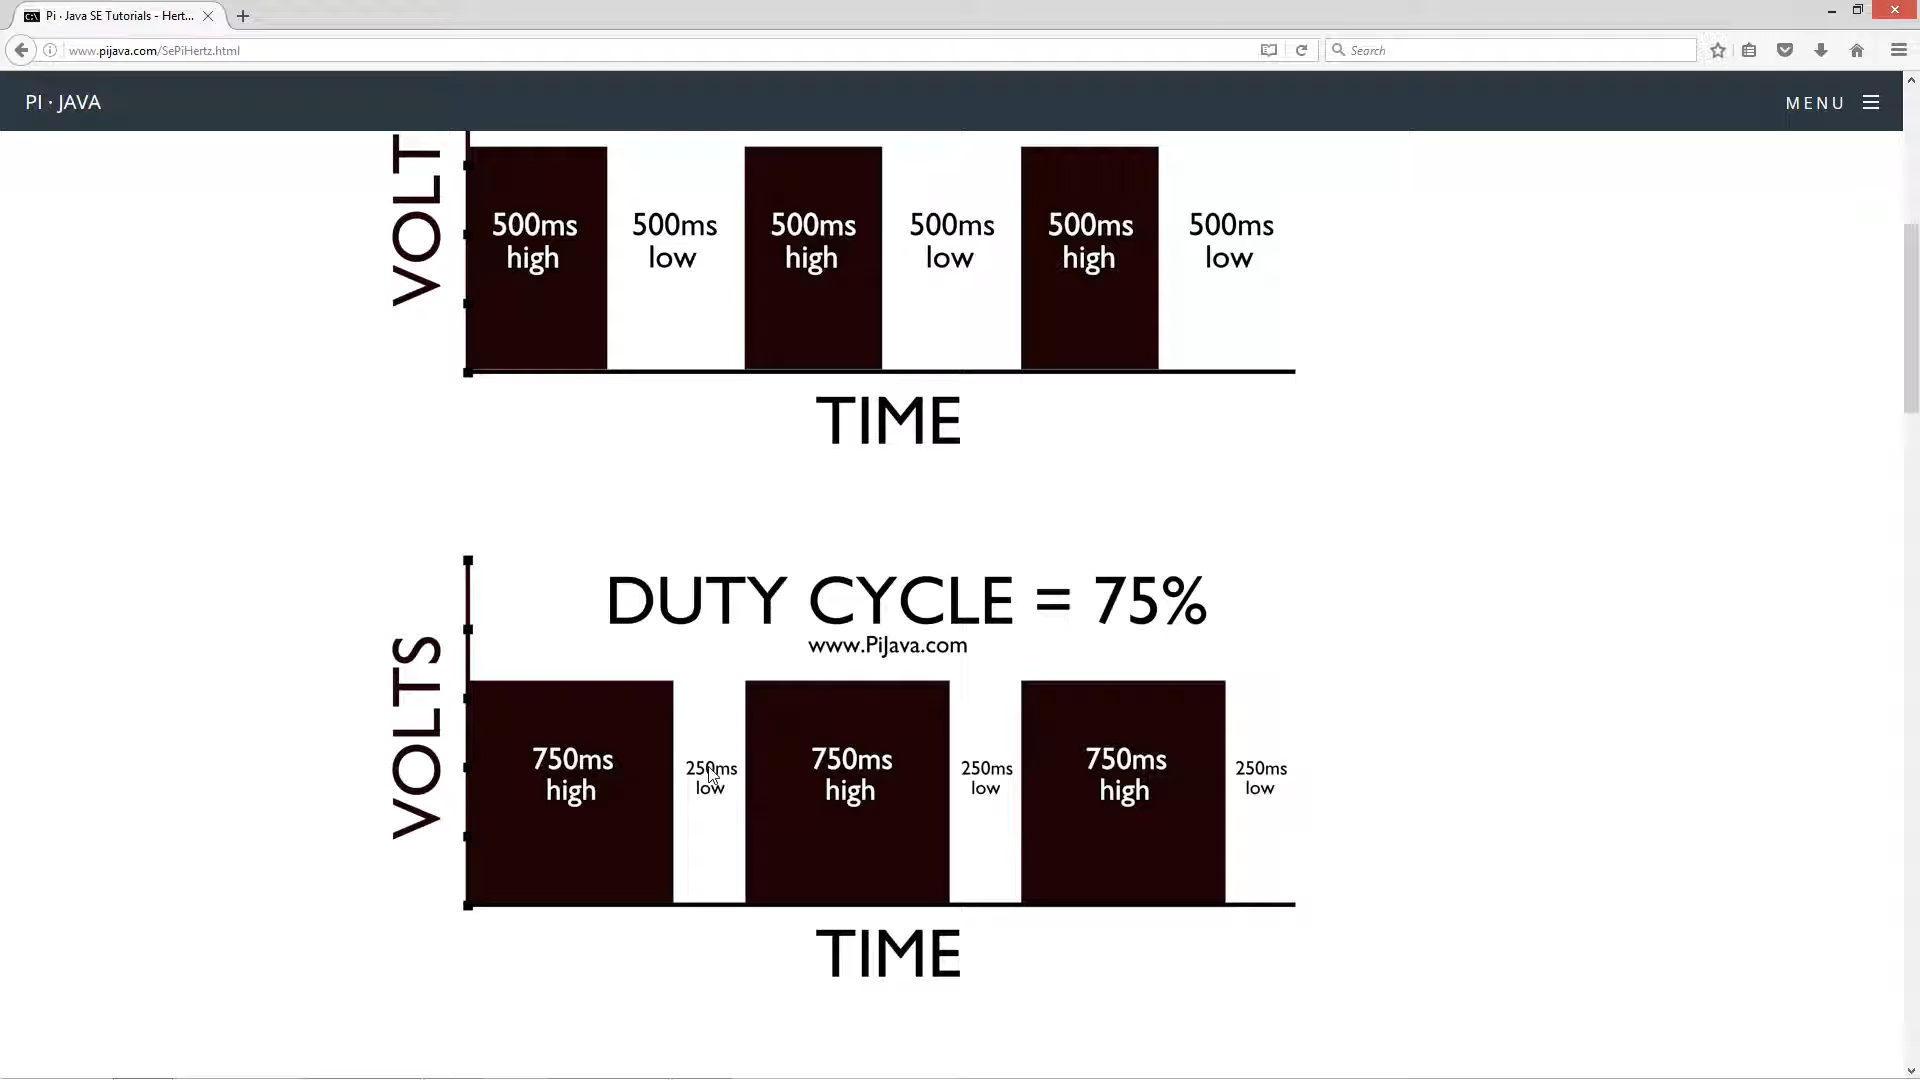 Pi · Java SE Tutorials - Hert...
www.pijava.com/SePiHertz.html
Search
PI · JAVA
MENU
VOLT
500ms high
500ms low
500ms high
500ms low
500ms high
500ms low
TIME
DUTY CYCLE = 75%
www.PiJava.com
VOLTS
750ms high
250ms low
750ms high
250ms low
750ms high
250ms low
TIME